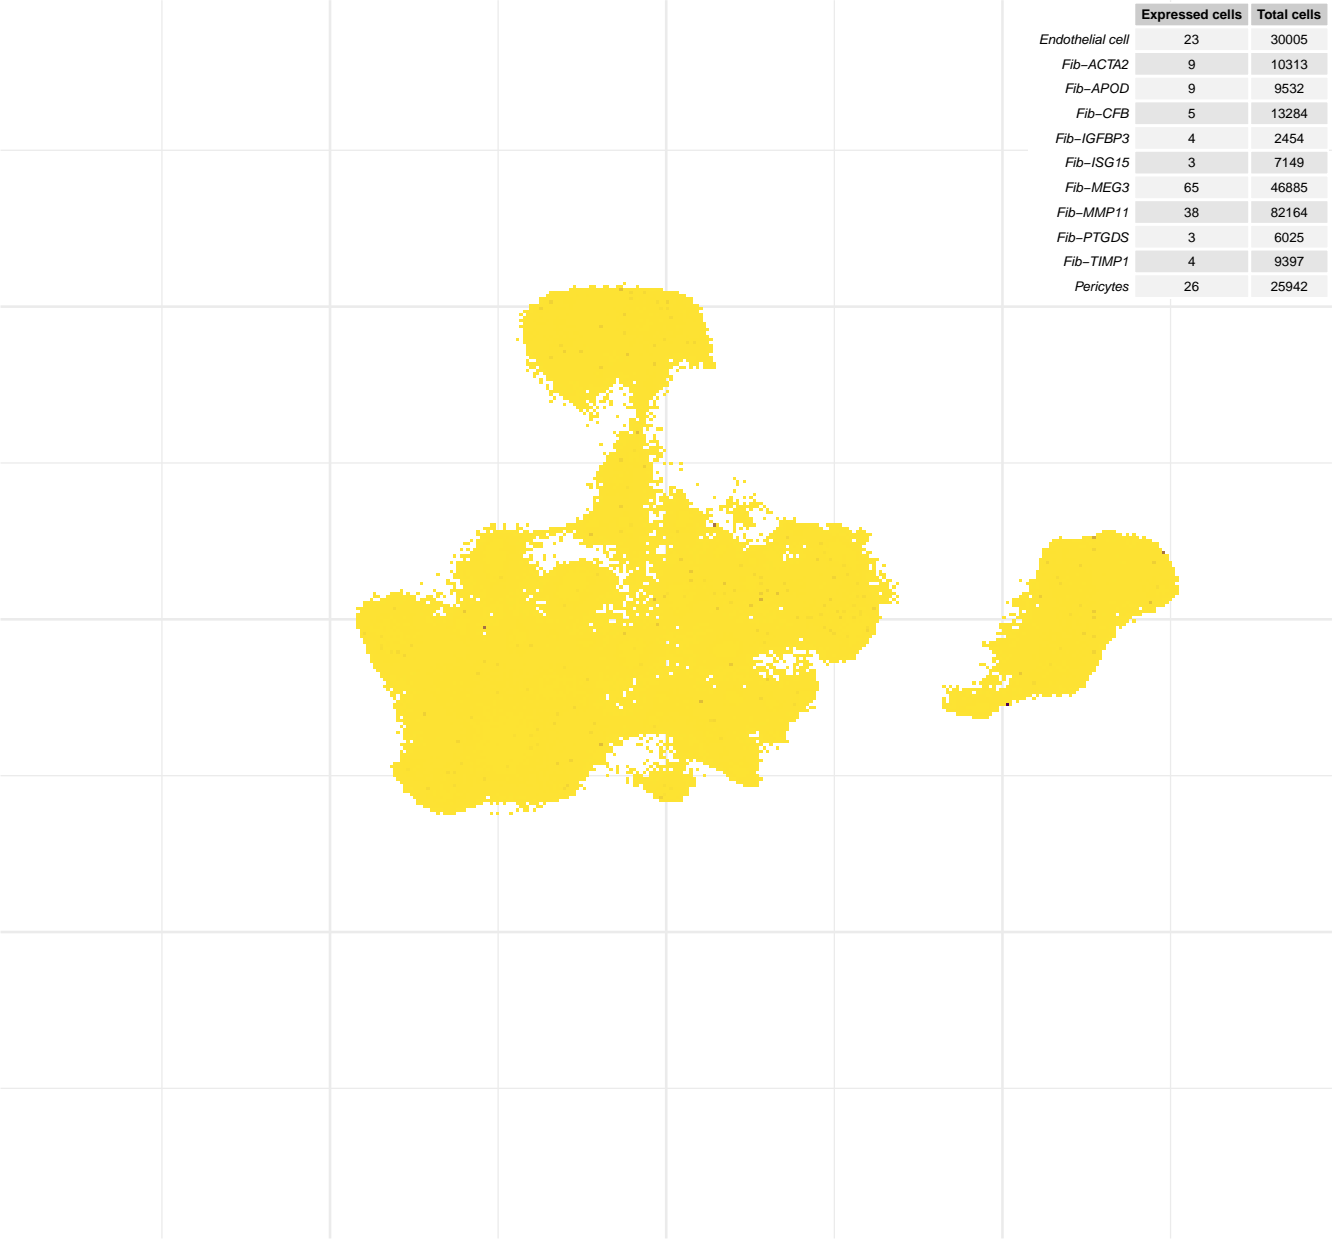 Expressed cells Total cells
Endothelial cell 23 30005
Fib−ACTA2 9 10313
Fib−APOD 9 9532
Fib−CFB 5 13284
Fib−IGFBP3 4 2454
Fib−ISG15 3 7149
Fib−MEG3 65 46885
Fib−MMP11 38 82164
Fib−PTGDS 3 6025
Fib−TIMP1 4 9397
Pericytes 26 25942